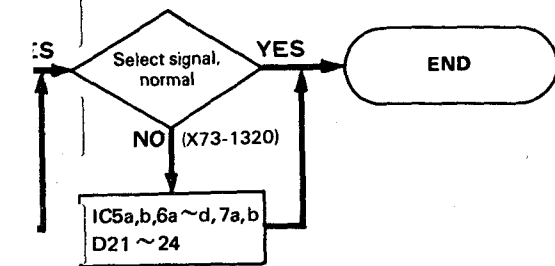 ES
Select signal,
normal
YES
END
NO (X73-1320)
IC5a,b,6a~d,7a,b
D21~24